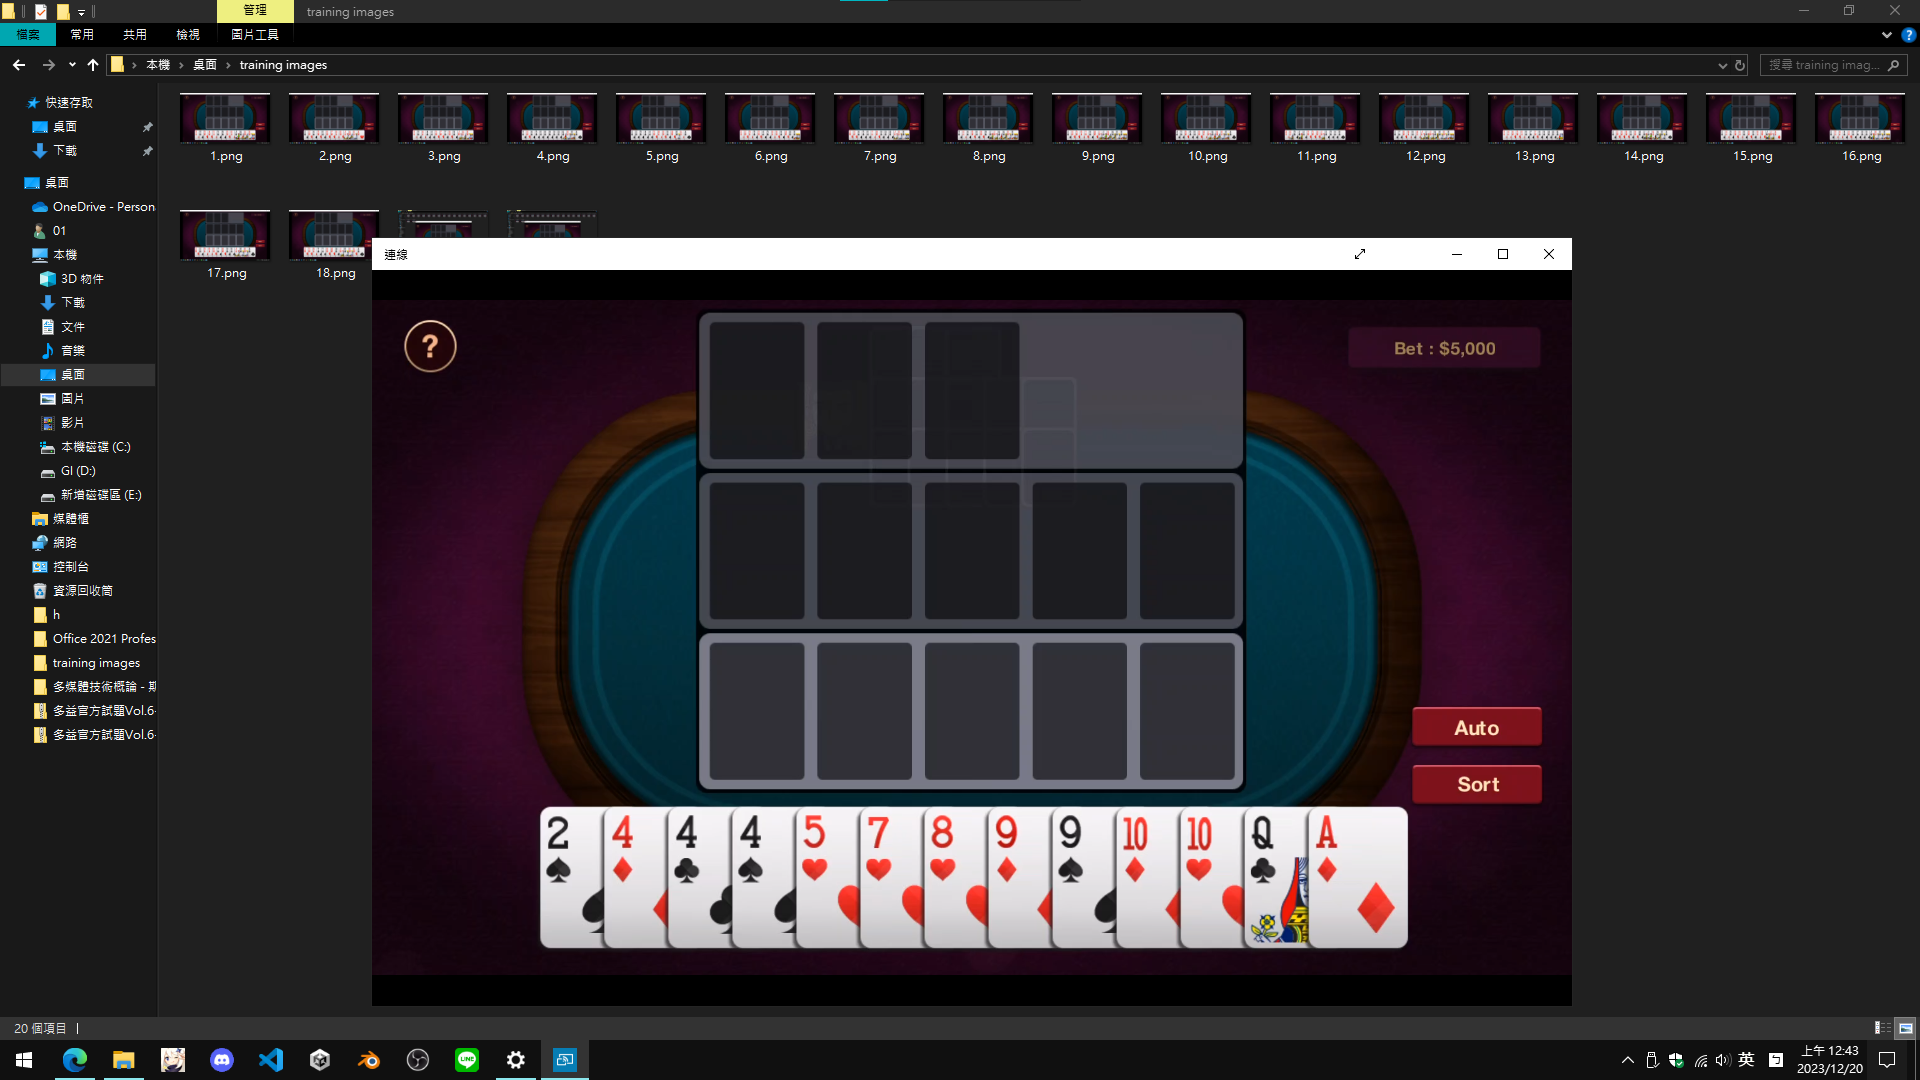 管理
training images
檔案
常用
共用
檢視
圖片工具
本機
桌面
training images
搜尋 training imag...
快速存取
桌面
下載
桌面
OneDrive - Person
01
本機
3D 物件
下載
文件
音樂
桌面
圖片
影片
本機磁碟 (C:)
GI (D:)
新增磁碟區 (E:)
媒體櫃
網路
控制台
資源回收筒
h
Office 2021 Profes
training images
多媒體技術概論 - 期
多益官方試題Vol.6-
多益官方試題Vol.6-
1.png
2.png
3.png
4.png
5.png
6.png
7.png
8.png
9.png
10.png
11.png
12.png
13.png
14.png
15.png
16.png
17.png
18.png
連線
?
Bet : $5,000
Auto
Sort
2 4 4 4 5 7 8 9 9 10 10 Q A
20 個項目
LINE
英
上午 12:43
2023/12/20